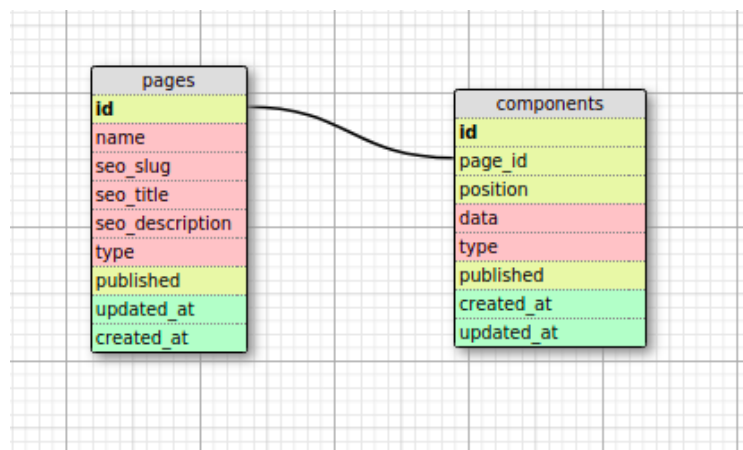 pages
id
name
seo_slug
seo_title
seo_description
type
published
updated_at
created_at
components
id
page_id
position
data
type
published
created_at
updated_at